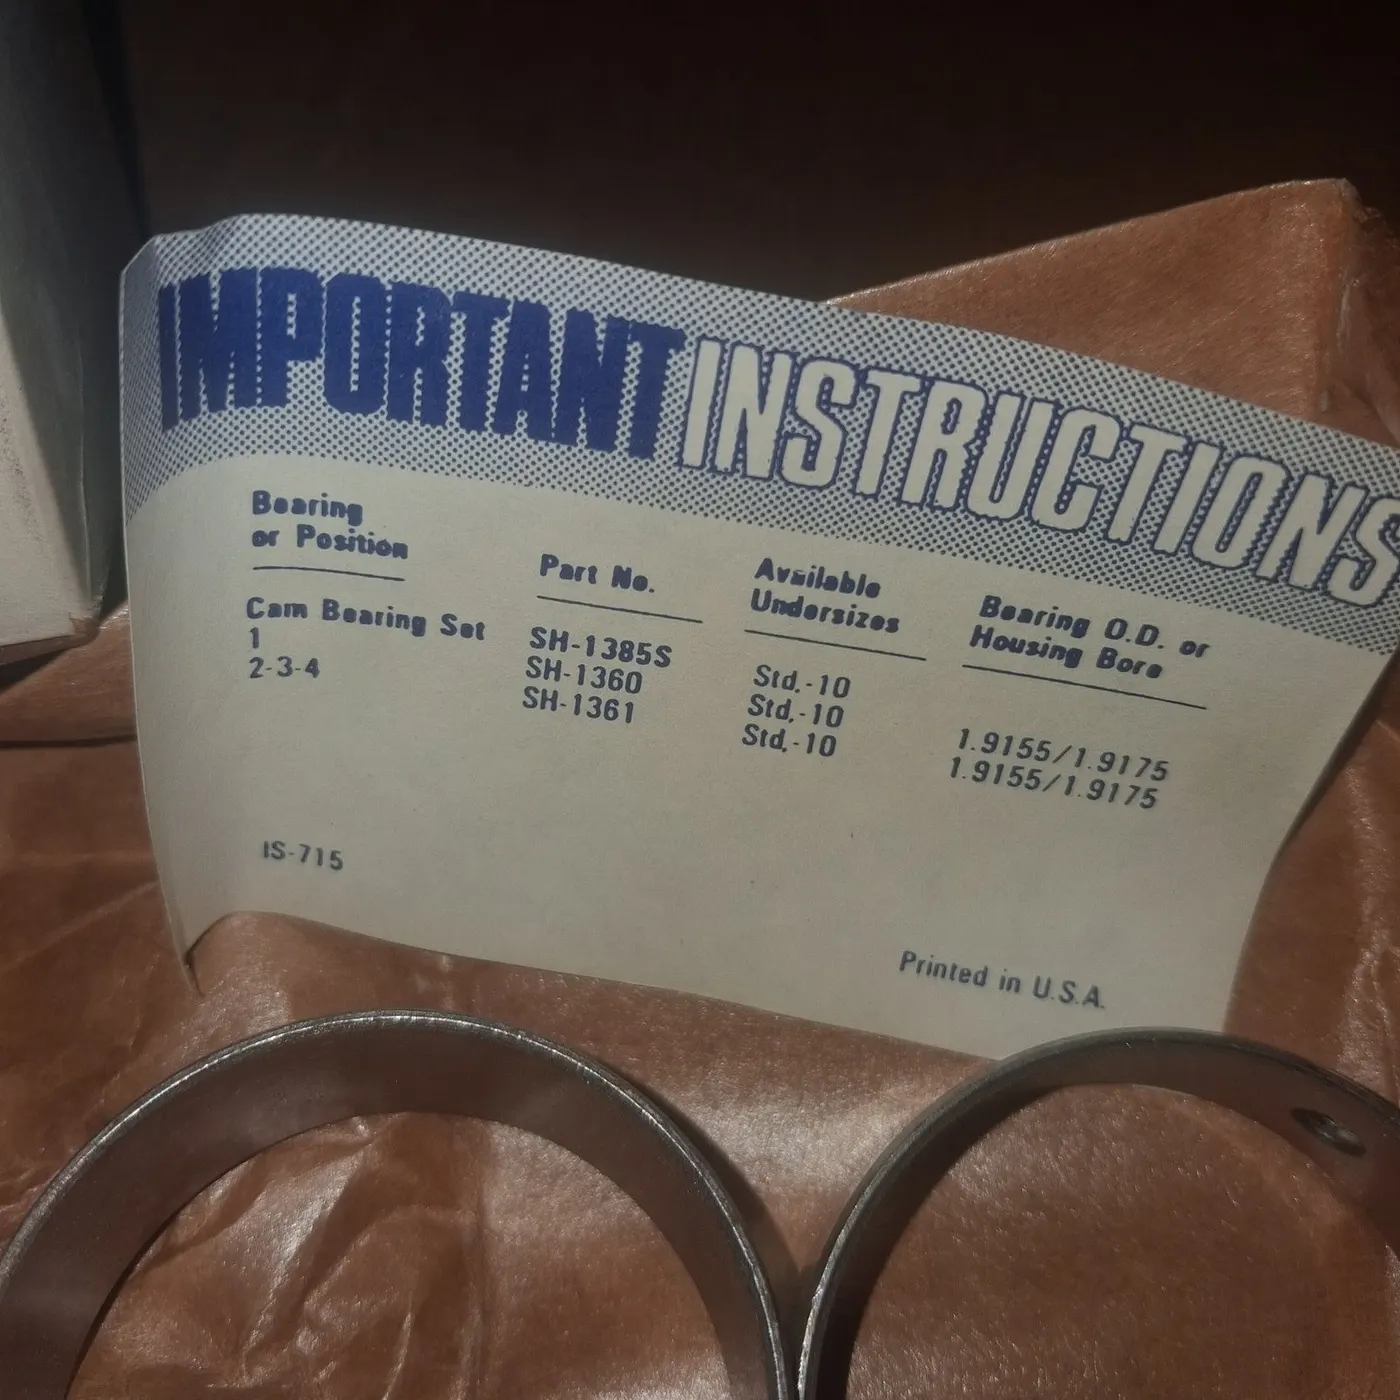 IMPORTANT INSTRUCTIONS
Bearing
or Position
Part No.
Available
Undersizes
Bearing O.D. or
Housing Bore
Cam Bearing Set SH-1385S Std.-10
1 SH-1360 Std.-10 1.9155/1.9175
2-3-4 SH-1361 Std.-10 1.9155/1.9175
IS-715
Printed in U.S.A.